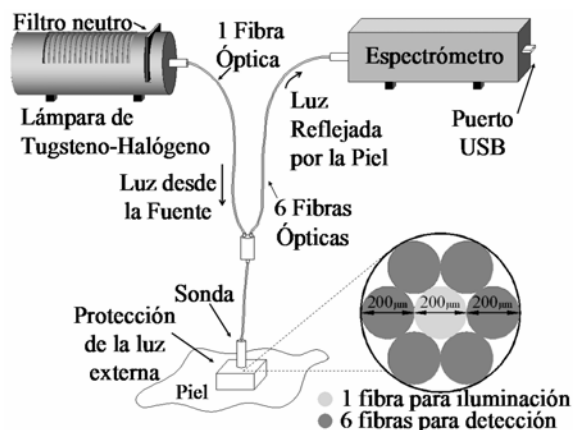 Filtro neutro
1 Fibra
Óptica
Espectrómetro
Lámpara de
Tugsteno-Halógeno
Luz
Reflejada
por la Piel
Puerto
USB
Luz desde
la Fuente
6 Fibras
Ópticas
Sonda
Protección
de la luz
externa
Piel
200μm 200μm 200μm
1 fibra para iluminación
6 fibras para detección